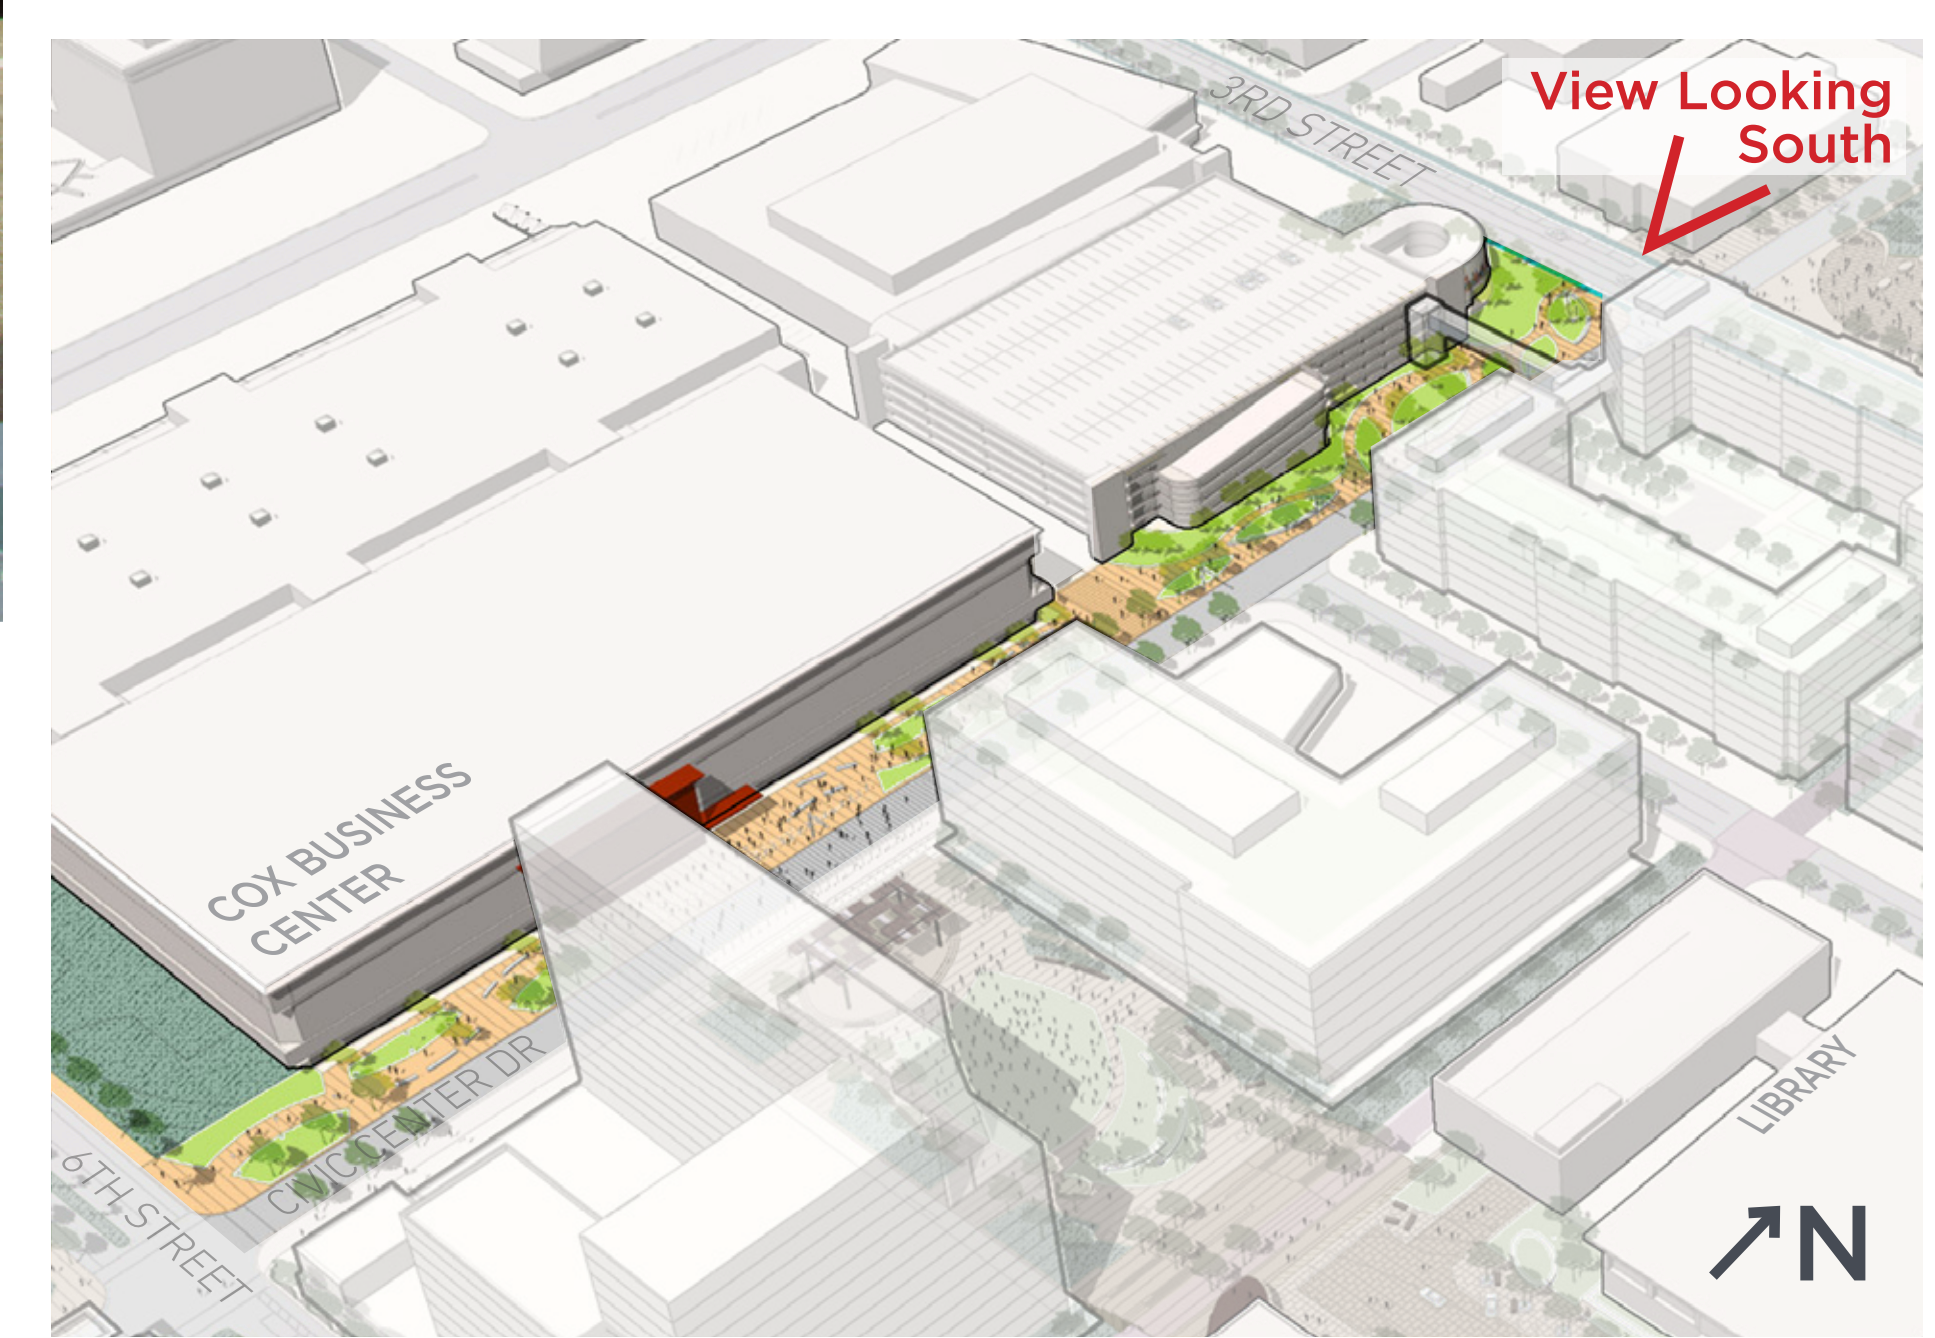 3RD STREET
View Looking
South
COX BUSINESS
CENTER
CIVIC CENTER DR
6TH STREET
LIBRARY
N